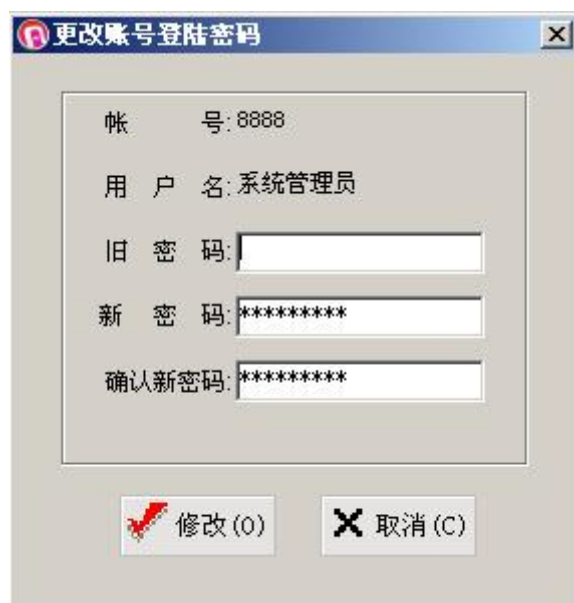 更改账号登陆密码
帐 号: 8888
用 户 名: 系统管理员
旧 密 码:
新 密 码: *********
确认新密码: *********
修改(O) 取消(C)